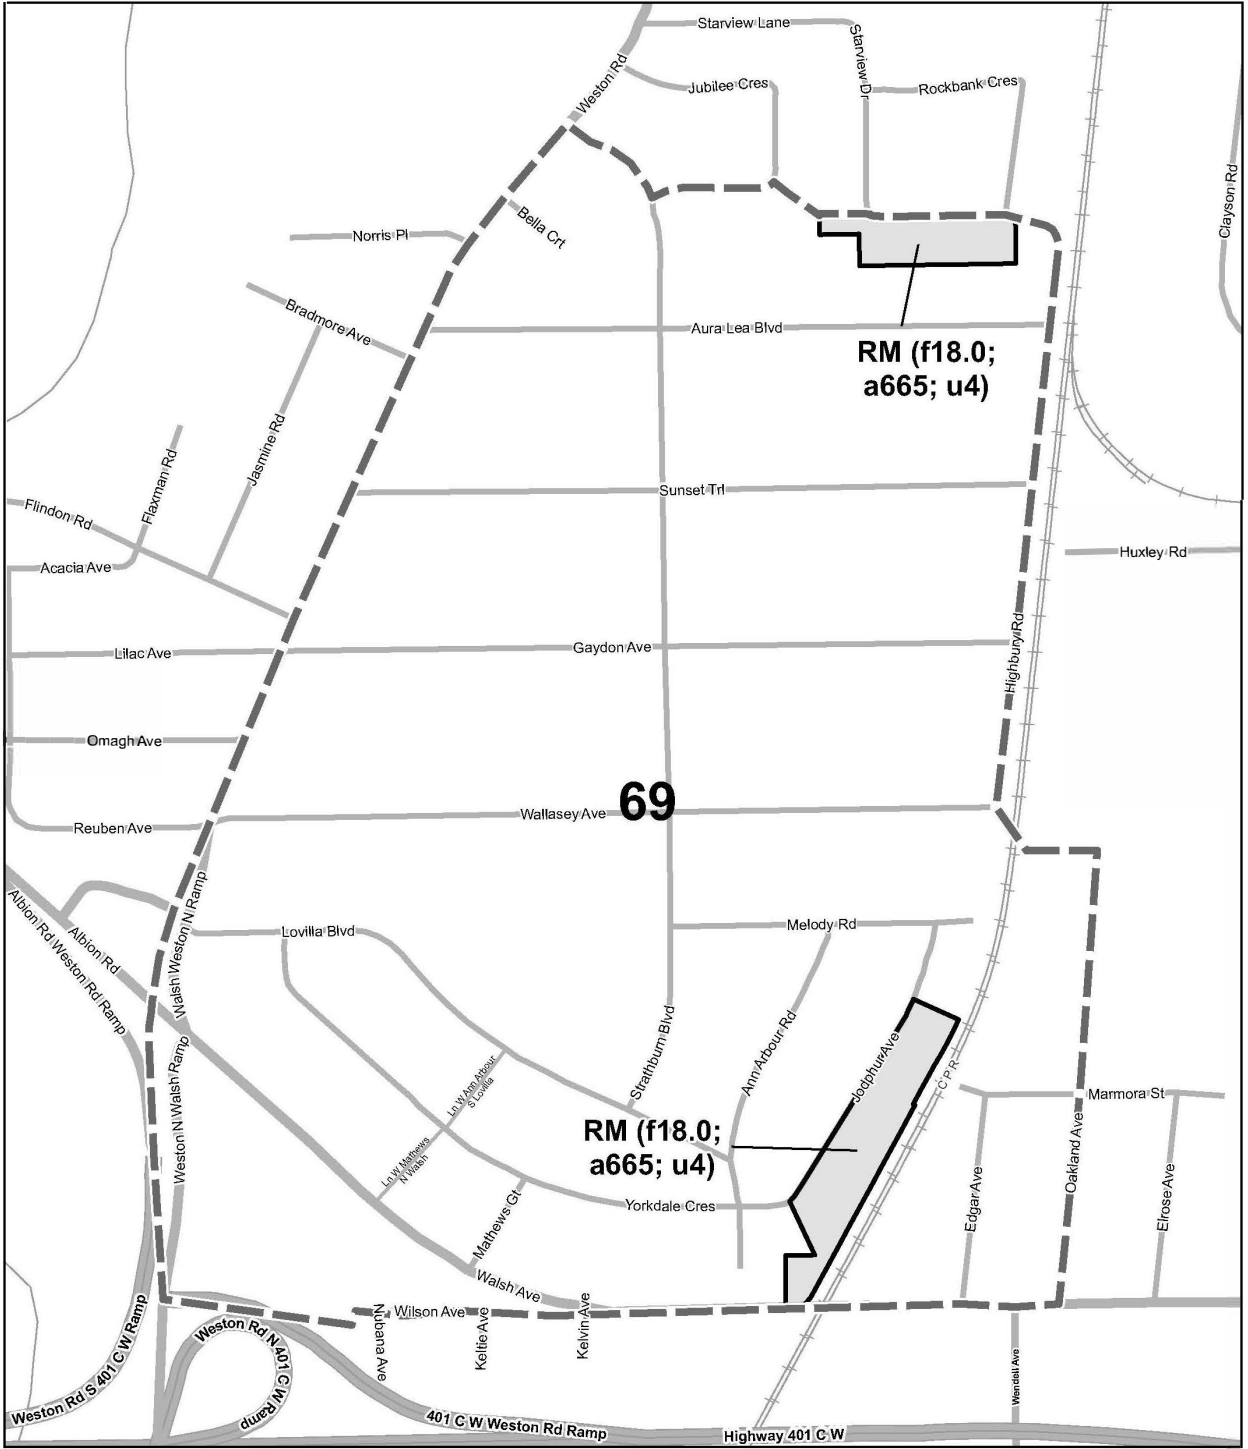 Starview Lane
Weston Rd
Starview Dr
Jubilee Cres
Rockbank Cres
Clayson Rd
Bella Crt
Norris Pl
Bradmore Ave
Aura Lea Blvd
RM (f18.0;
a665; u4)
Jasmine Rd
Flaxman Rd
Flindon Rd
Sunset Trl
Huxley Rd
Acacia Ave
Highbury Rd
Lilac Ave
Gaydon Ave
Omagh Ave
69
Wallasey Ave
Reuben Ave
Albion Rd Weston Rd Ramp
Albion Rd
Walsh Weston N Ramp
Lovilla Blvd
Melody Rd
Strathburn Blvd
Ann Arbour Rd
Jodphur Ave
C P R
Weston N Walsh Ramp
Ln W Ann Arbour
S Lovilla
Marmora St
RM (f18.0;
a665; u4)
Oakland Ave
Ln W Mathews
N Walsh
Edgar Ave
Elrose Ave
Yorkdale Cres
Mathews Gt
Walsh Ave
Wilson Ave
Nubana Ave
Keltie Ave
Kelvin Ave
Wendell Ave
Weston Rd S 401 C W Ramp
Weston Rd N 401 C W Ramp
401 C W Weston Rd Ramp
Highway 401 C W